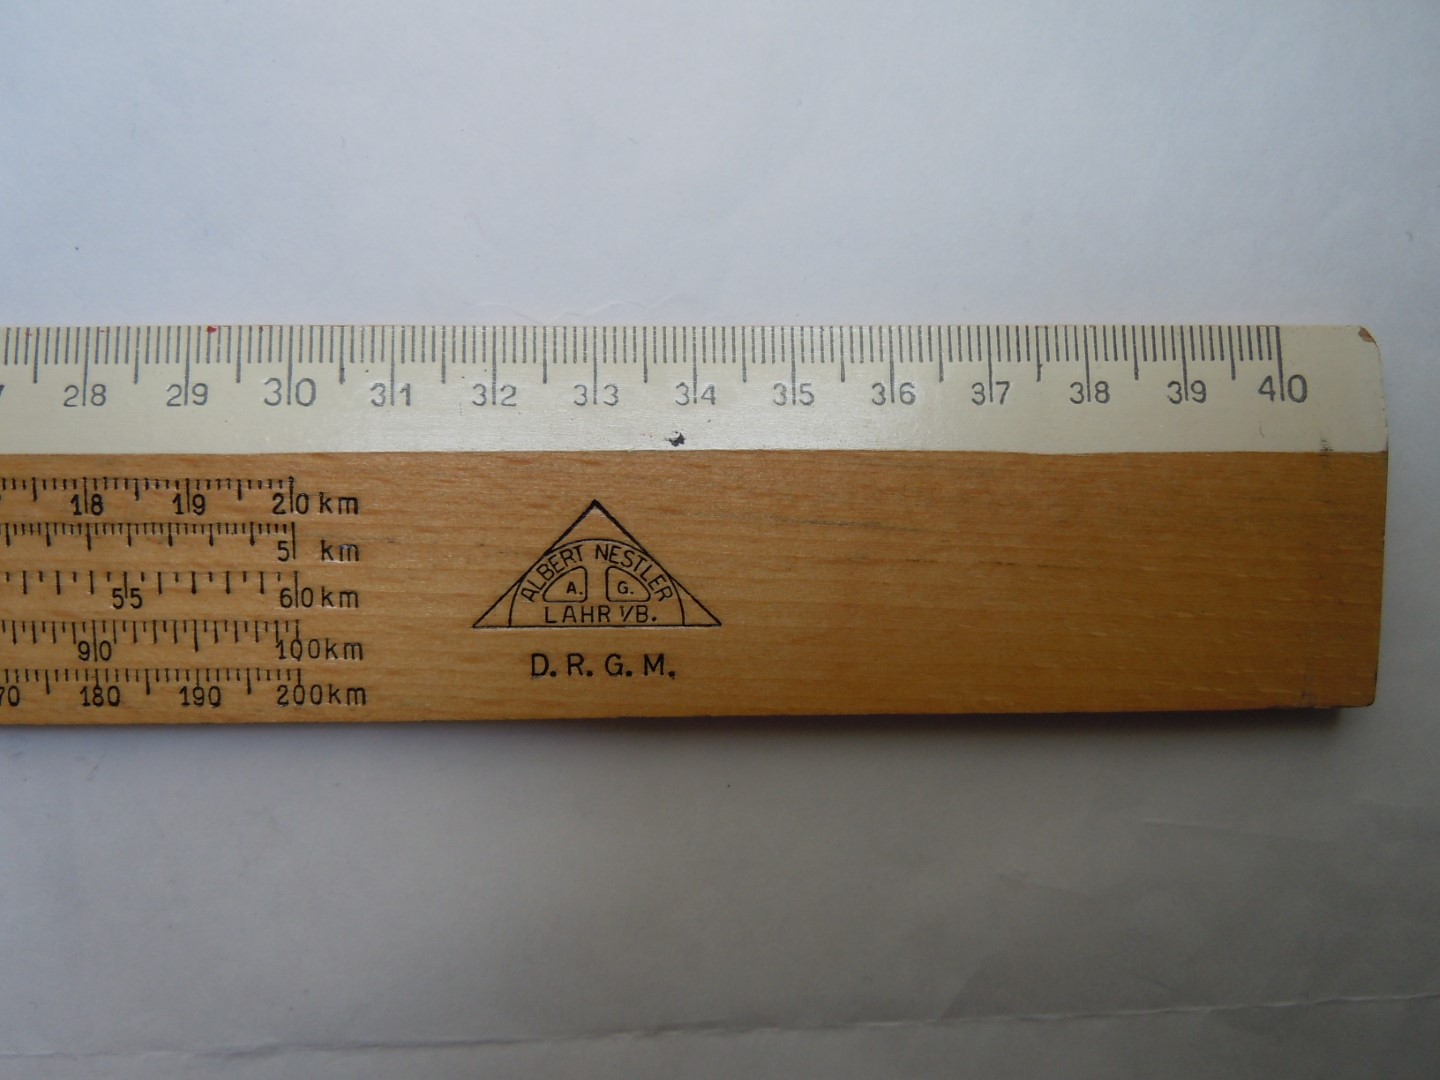 28 29 30 31 32 33 34 35 36 37 38 39 40
18 19 20 km
5 km
55 60 km
90 100 km
180 190 200 km
ALBERT NESTLER
A. G.
LAHR i/B.
D. R. G. M.